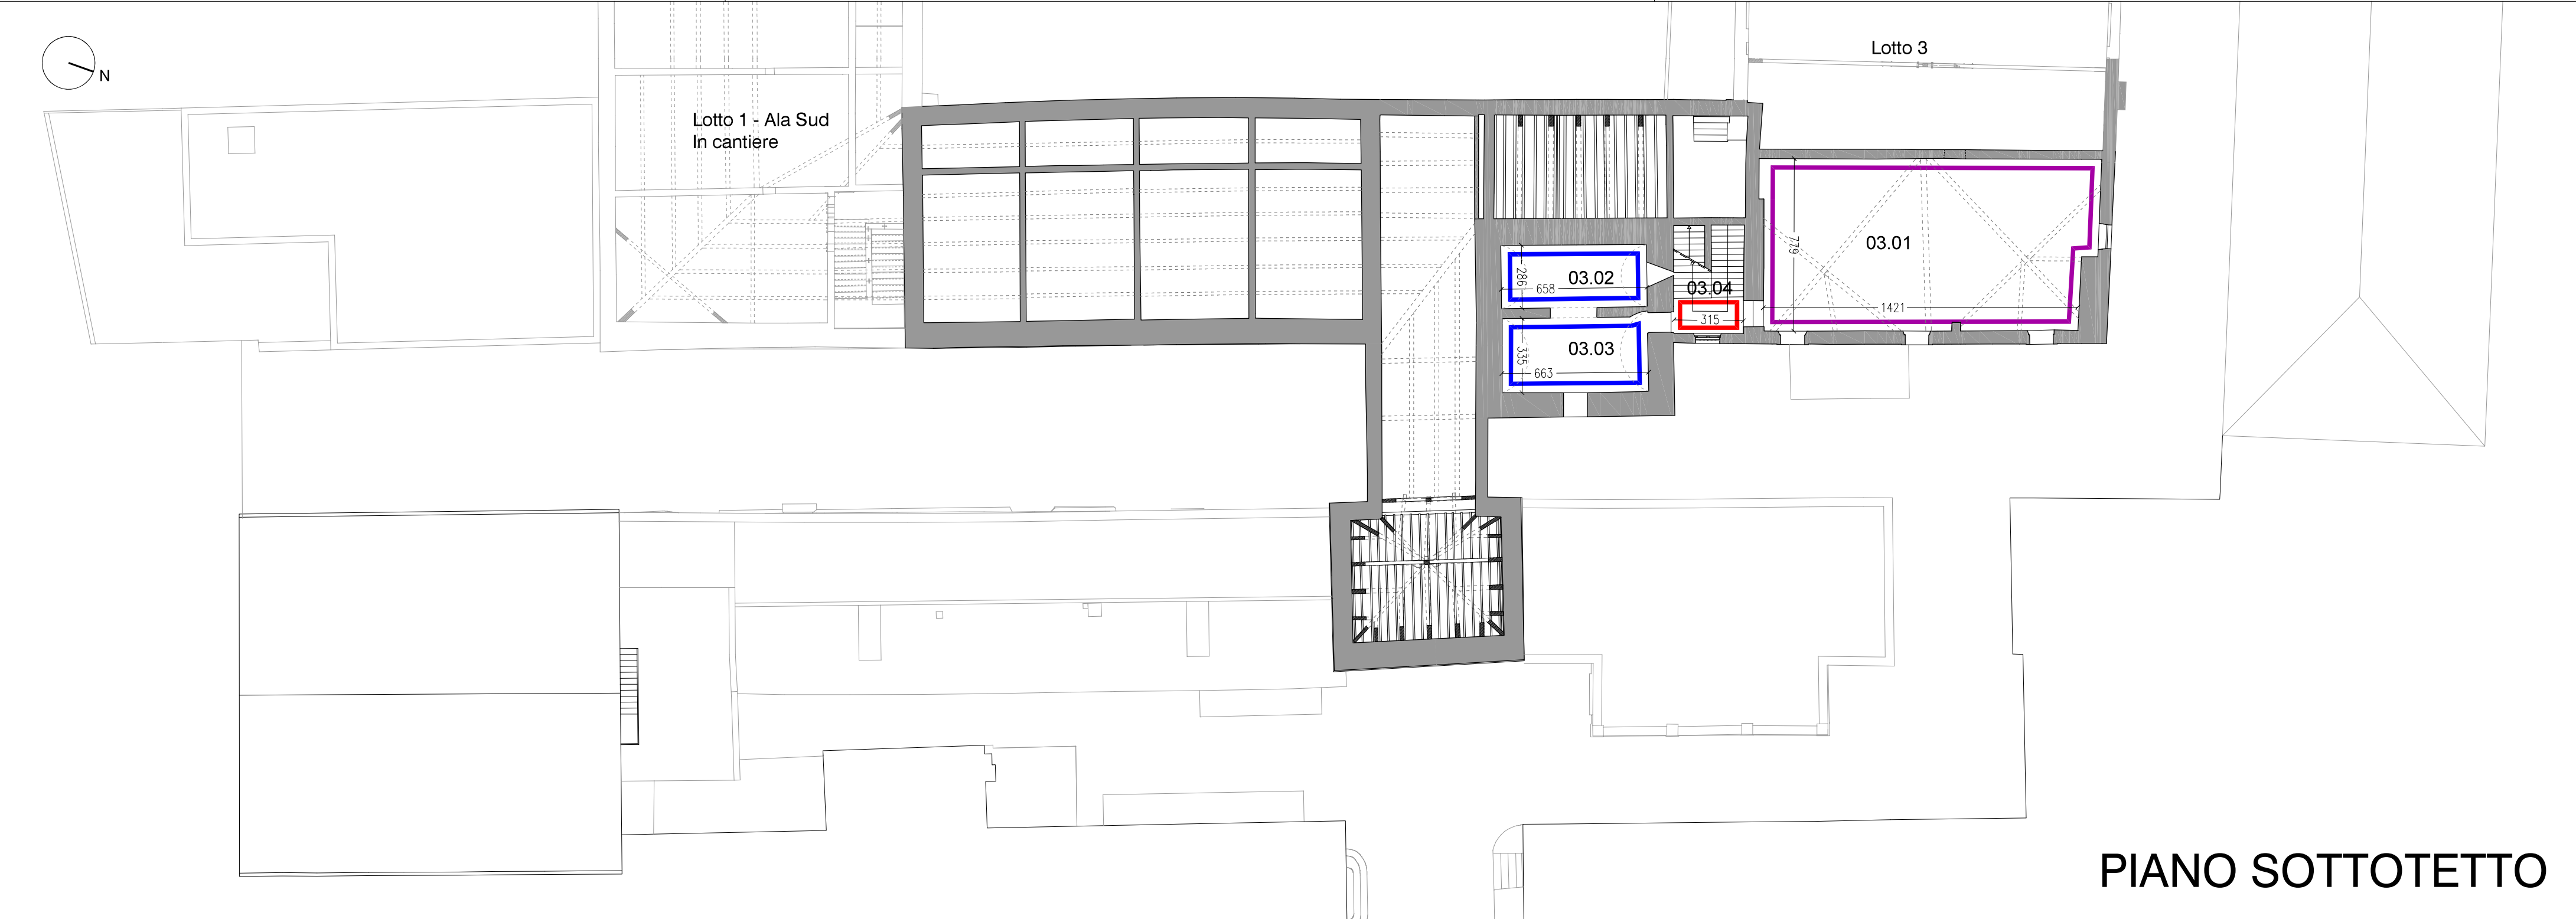 Lotto 3
N
Lotto 1 - Ala Sud
In cantiere
03.01
779
1421
03.02
286
658
03.04
315
03.03
335
663
PIANO SOTTOTETTO